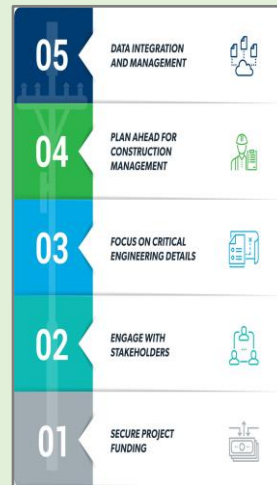 05
DATA INTEGRATION
AND MANAGEMENT
04
PLAN AHEAD FOR
CONSTRUCTION
MANAGEMENT
03
FOCUS ON CRITICAL
ENGINEERING DETAILS
02
ENGAGE WITH
STAKEHOLDERS
01
SECURE PROJECT
FUNDING